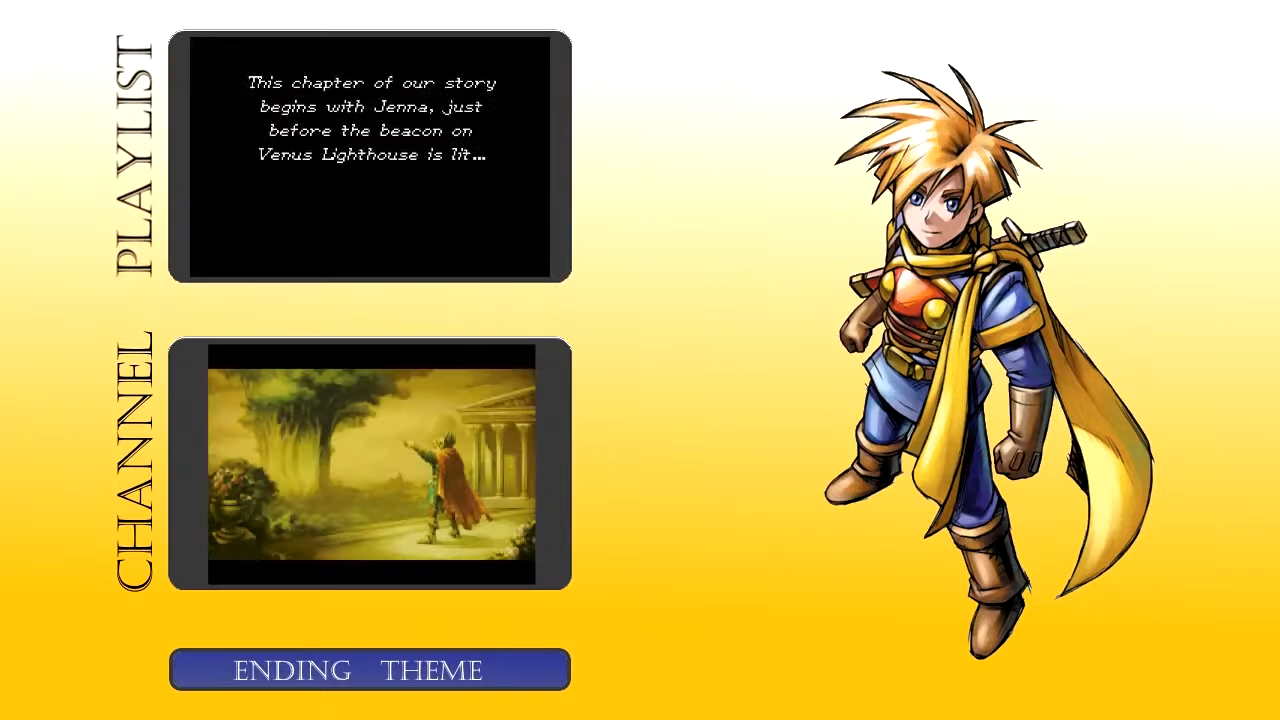 PLAYLIST
This chapter of our story
begins with Jenna, just
before the beacon on
Venus Lighthouse is lit...
CHANNEL
ENDING THEME